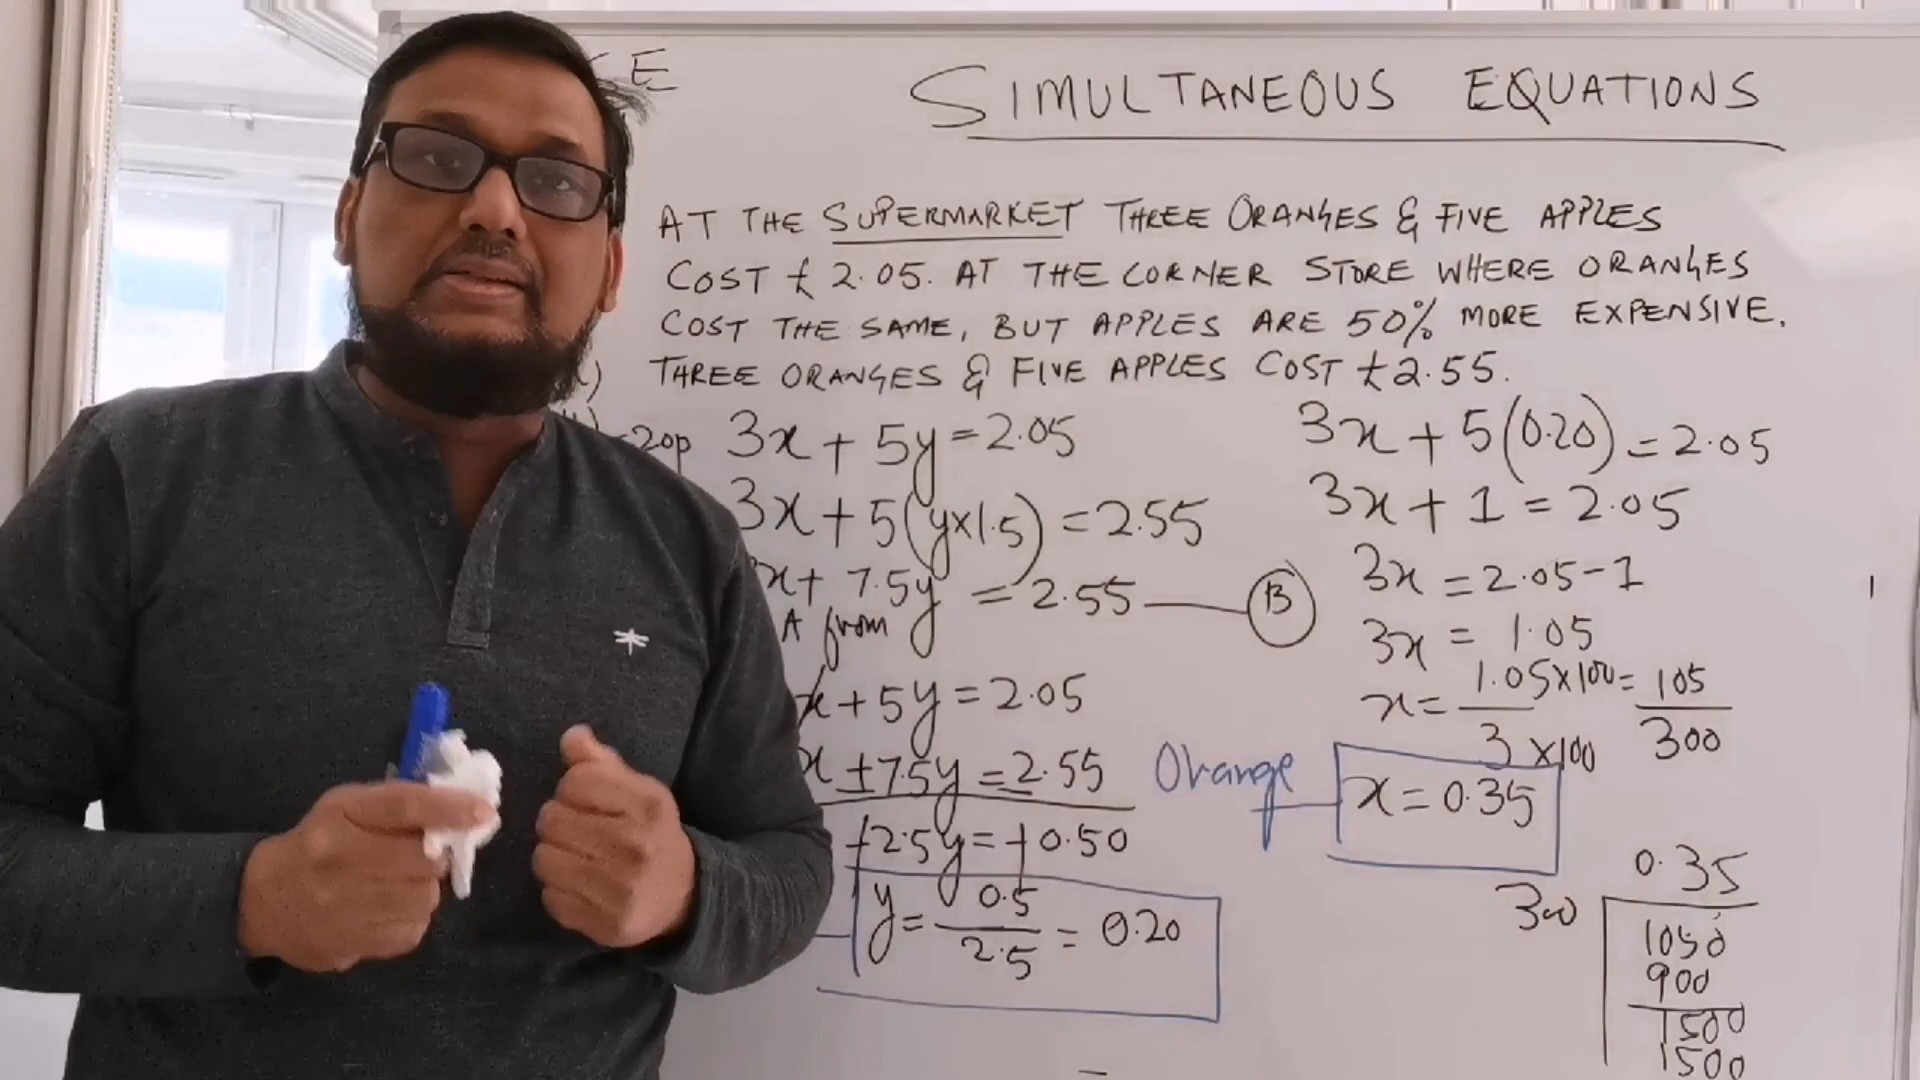 SIMULTANEOUS EQUATIONS
AT THE SUPERMARKET THREE ORANGES & FIVE APPLES
COST £2.05. AT THE CORNER STORE WHERE ORANGES
COST THE SAME, BUT APPLES ARE 50% MORE EXPENSIVE.
THREE ORANGES & FIVE APPLES COST £2.55.
20p 3x + 5y = 2.05
3x + 5(y×1.5) = 2.55
x + 7.5y = 2.55 B
A from
x + 5y = 2.05
x ± 7.5y = 2.55
+2.5y = +0.50
y = 0.5/2.5 = 0.20
3x + 5(0.20) = 2.05
3x + 1 = 2.05
3x = 2.05 - 1
3x = 1.05
x = 1.05×100/3×100 = 105/300
Orange x = 0.35
0.35
300 1050
900
1500
1500